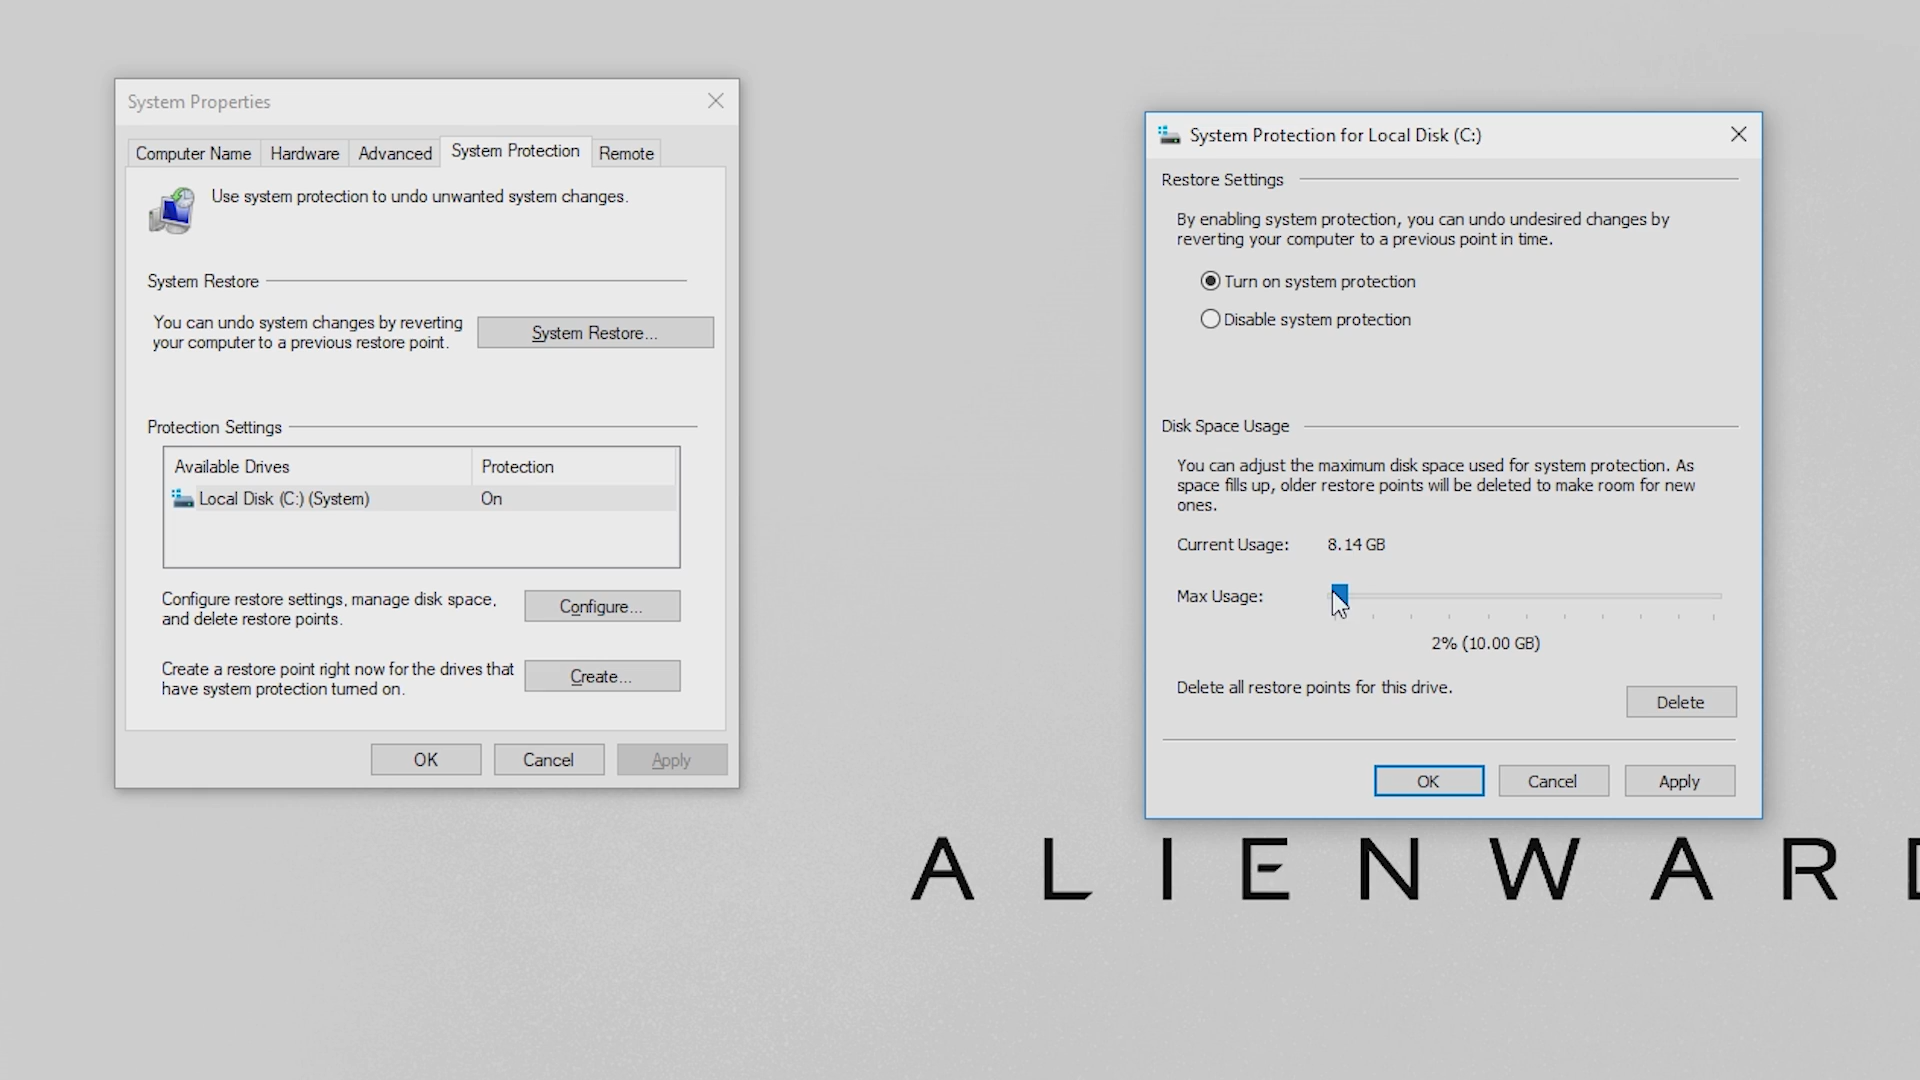 System Properties
Computer Name
Hardware
Advanced
System Protection
Remote
Use system protection to undo unwanted system changes.
System Restore
You can undo system changes by reverting
your computer to a previous restore point.
System Restore...
Protection Settings
Available Drives
Protection
Local Disk (C:) (System)
On
Configure restore settings, manage disk space,
and delete restore points.
Configure...
Create a restore point right now for the drives that
have system protection turned on.
Create...
OK
Cancel
Apply
System Protection for Local Disk (C:)
Restore Settings
By enabling system protection, you can undo undesired changes by
reverting your computer to a previous point in time.
Turn on system protection
Disable system protection
Disk Space Usage
You can adjust the maximum disk space used for system protection. As
space fills up, older restore points will be deleted to make room for new
ones.
Current Usage:
8.14 GB
Max Usage:
2% (10.00 GB)
Delete all restore points for this drive.
Delete
OK
Cancel
Apply
ALIENWAR